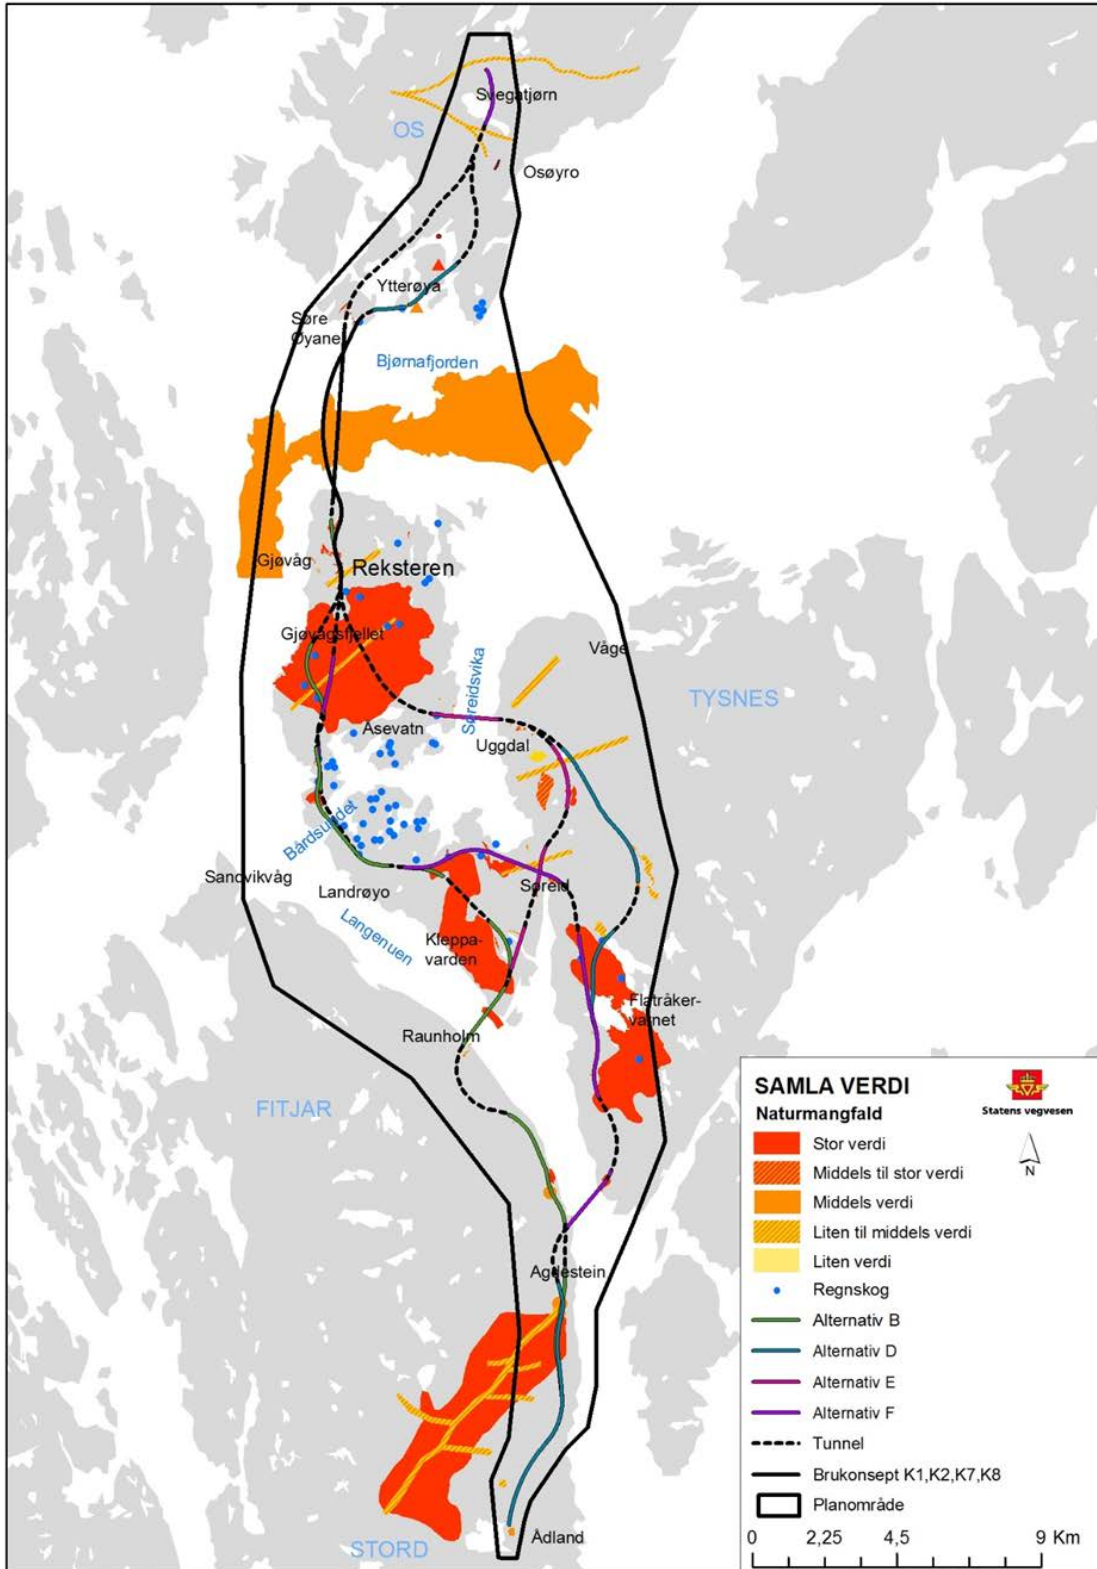 Svegatjørn
OS
Osøyro
Ytterøya
Søre
Øyane
Bjørnafjorden
Gjøvåg
Reksteren
Gjøvågsfjellet
Våge
Søreidsvika
TYSNES
Åsevatn
Uggdal
Bårdsundet
Sandvikvåg
Landrøyo
Søreid
Langenuen
Kleppa-
varden
Flatråker-
vatnet
Raunholm
FITJAR
Agdestein
Ådland
STORD
SAMLA VERDI
Naturmangfald
Statens vegvesen
N
Stor verdi
Middels til stor verdi
Middels verdi
Liten til middels verdi
Liten verdi
Regnskog
Alternativ B
Alternativ D
Alternativ E
Alternativ F
Tunnel
Brukonsept K1,K2,K7,K8
Planområde
0 2,25 4,5 9 Km